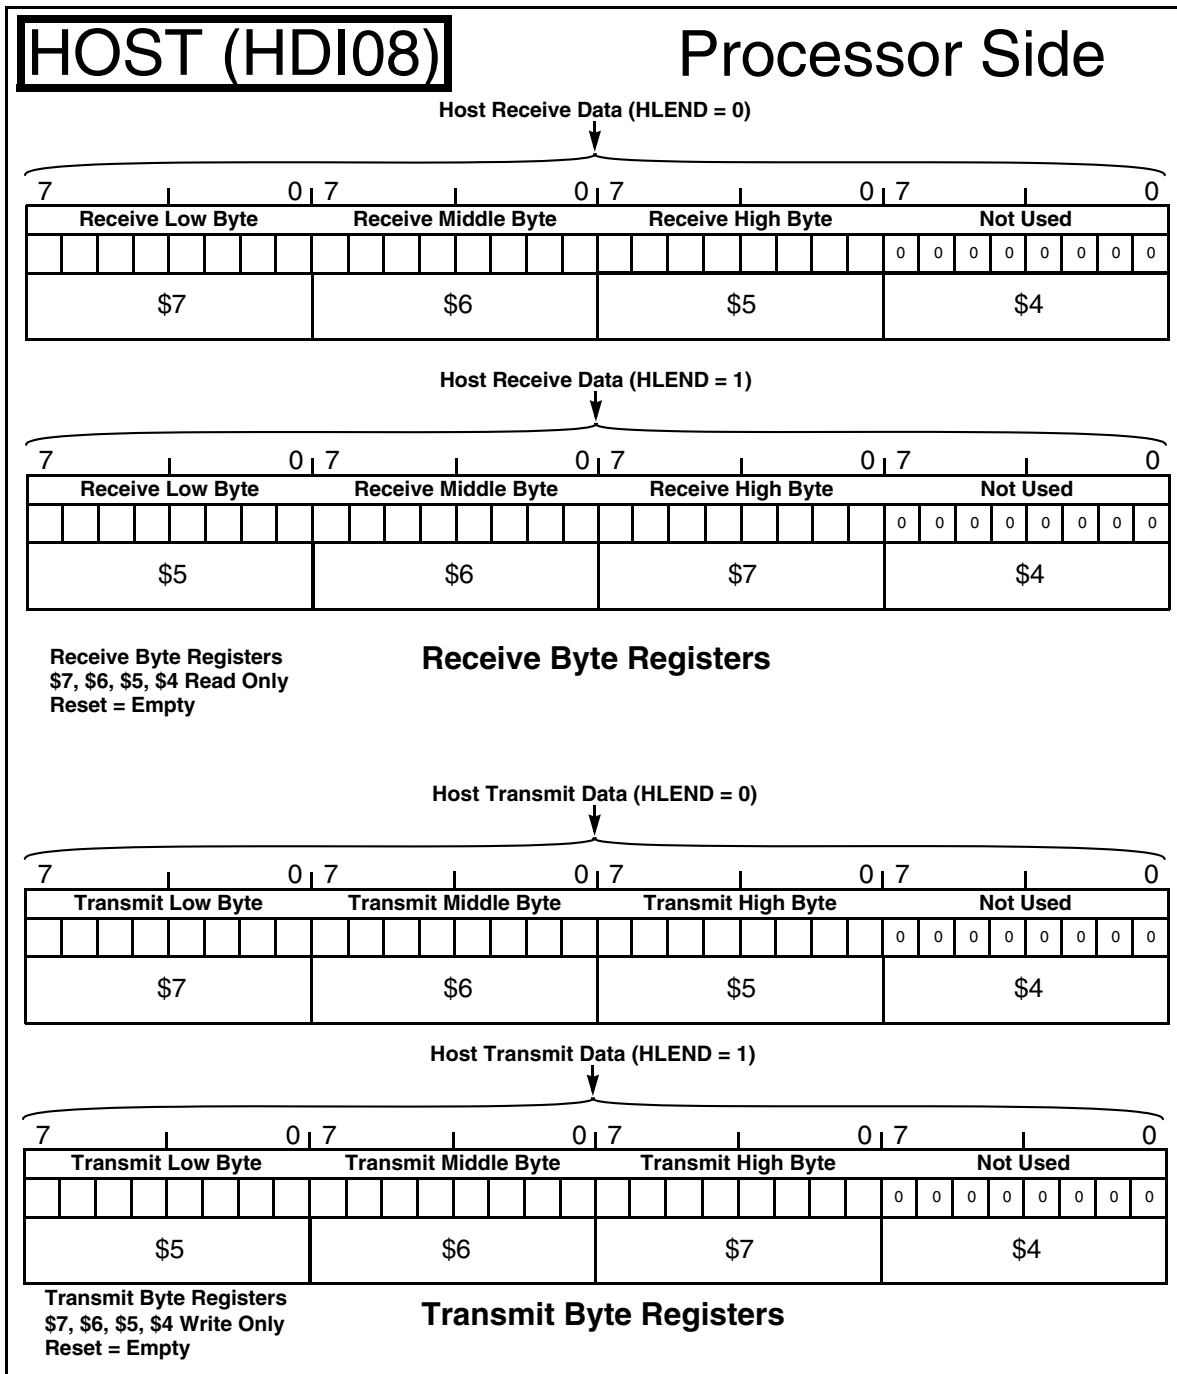 HOST (HDI08) Processor Side
Host Receive Data (HLEND = 0)
7 0 7 0 7 0 7 0
Receive Low Byte Receive Middle Byte Receive High Byte Not Used
0 0 0 0 0 0 0 0
$7 $6 $5 $4
Host Receive Data (HLEND = 1)
7 0 7 0 7 0 7 0
Receive Low Byte Receive Middle Byte Receive High Byte Not Used
0 0 0 0 0 0 0 0
$5 $6 $7 $4
Receive Byte Registers
$7, $6, $5, $4 Read Only
Reset = Empty
Receive Byte Registers
Host Transmit Data (HLEND = 0)
7 0 7 0 7 0 7 0
Transmit Low Byte Transmit Middle Byte Transmit High Byte Not Used
0 0 0 0 0 0 0 0
$7 $6 $5 $4
Host Transmit Data (HLEND = 1)
7 0 7 0 7 0 7 0
Transmit Low Byte Transmit Middle Byte Transmit High Byte Not Used
0 0 0 0 0 0 0 0
$5 $6 $7 $4
Transmit Byte Registers
$7, $6, $5, $4 Write Only
Reset = Empty
Transmit Byte Registers